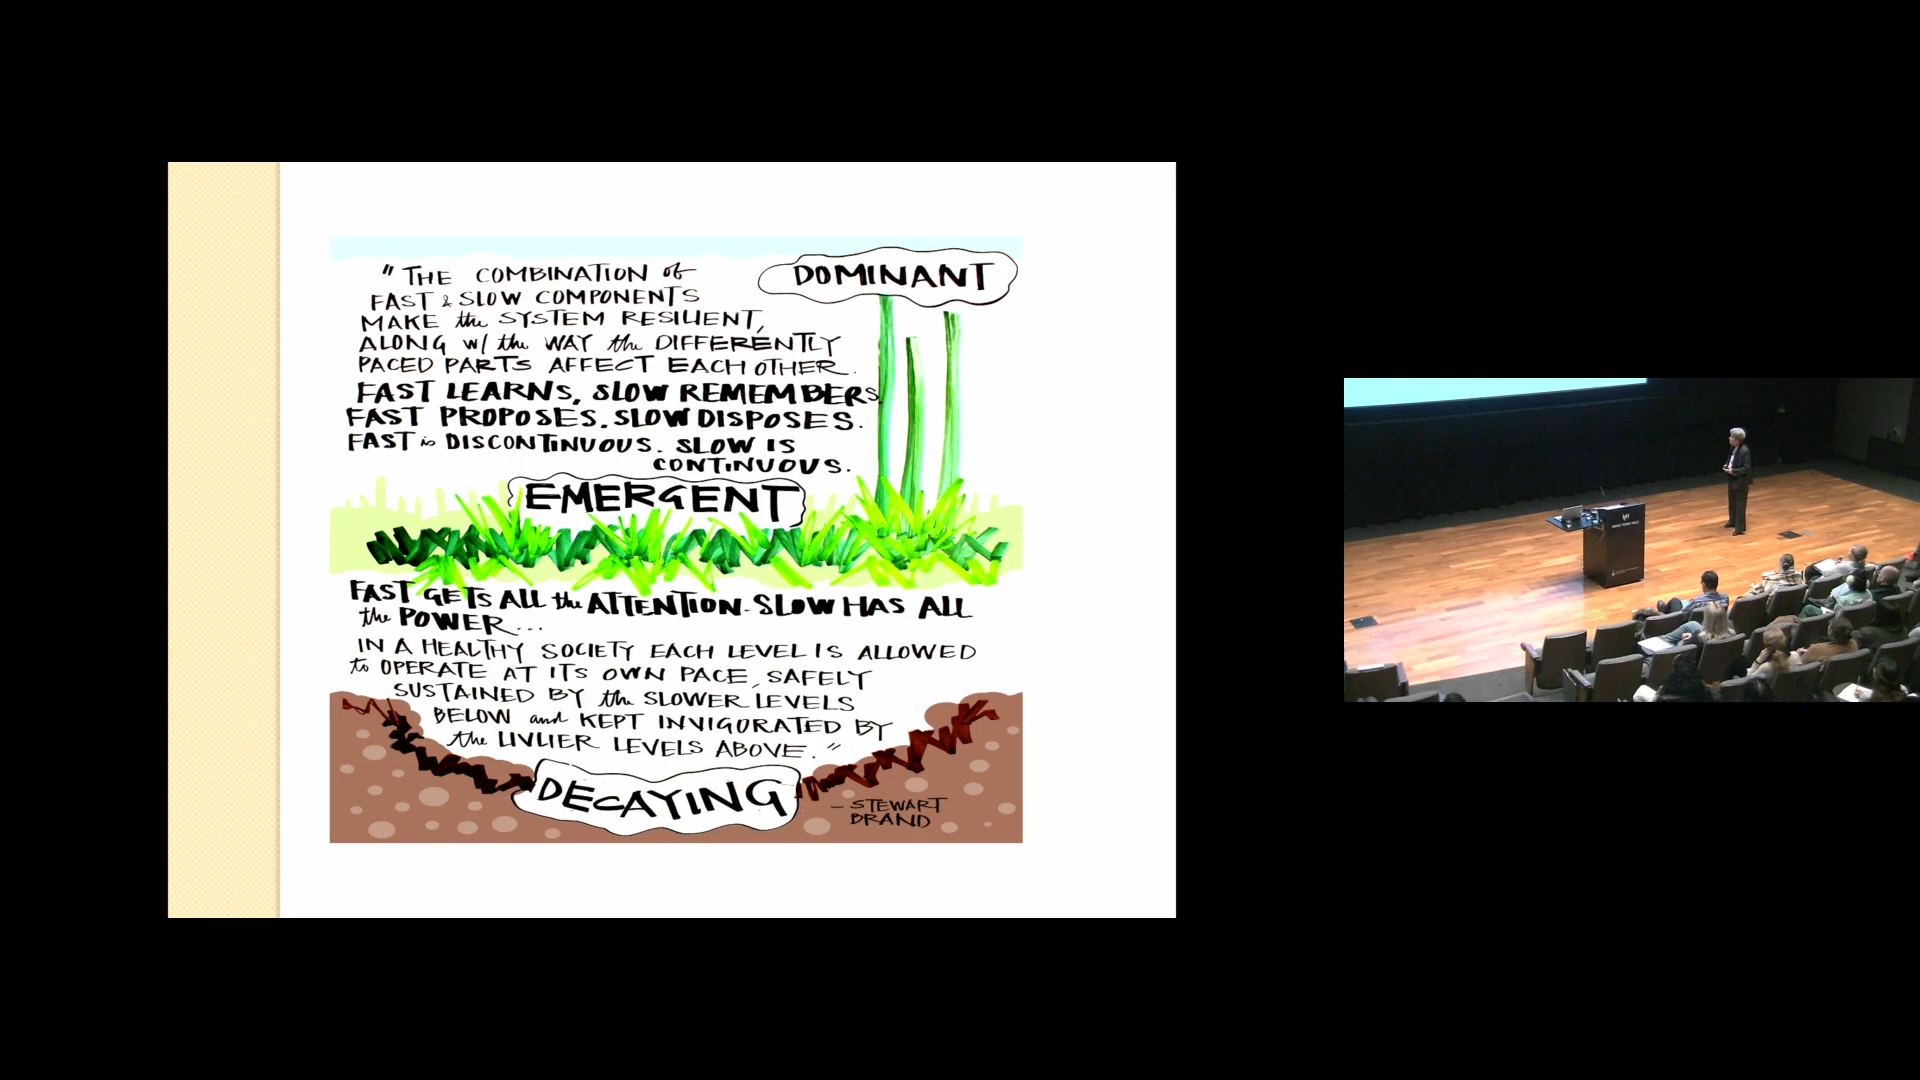 "THE COMBINATION of
FAST & SLOW COMPONENTS
MAKE the SYSTEM RESILIENT,
ALONG w/ the WAY the DIFFERENTLY
PACED PARTS AFFECT EACH OTHER.
FAST LEARNS, SLOW REMEMBERS.
FAST PROPOSES. SLOW DISPOSES.
FAST is DISCONTINUOUS. SLOW IS
CONTINUOUS.
DOMINANT
EMERGENT
FAST GETS ALL the ATTENTION. SLOW HAS ALL
the POWER...
IN A HEALTHY SOCIETY EACH LEVEL IS ALLOWED
to OPERATE AT ITS OWN PACE, SAFELY
SUSTAINED BY the SLOWER LEVELS
BELOW and KEPT INVIGORATED BY
the LIVLIER LEVELS ABOVE."
DECAYING
- STEWART
BRAND